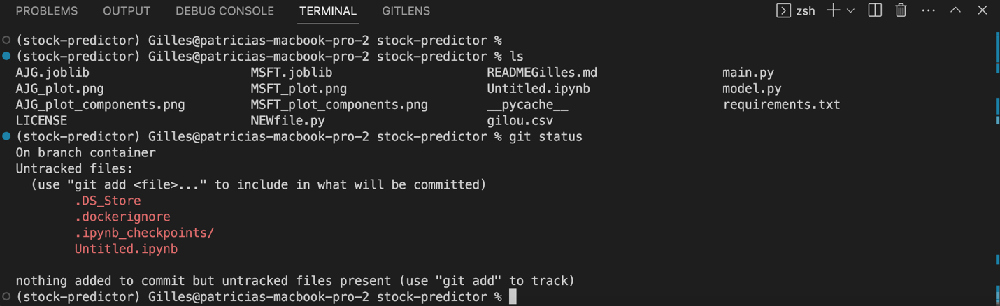 PROBLEMS OUTPUT DEBUG CONSOLE TERMINAL GITLENS zsh
(stock-predictor) Gilles@patricias-macbook-pro-2 stock-predictor %
(stock-predictor) Gilles@patricias-macbook-pro-2 stock-predictor % ls
AJG.joblib MSFT.joblib READMEGilles.md main.py
AJG_plot.png MSFT_plot.png Untitled.ipynb model.py
AJG_plot_components.png MSFT_plot_components.png __pycache__ requirements.txt
LICENSE NEWfile.py gilou.csv
(stock-predictor) Gilles@patricias-macbook-pro-2 stock-predictor % git status
On branch container
Untracked files:
(use "git add <file>..." to include in what will be committed)
.DS_Store
.dockerignore
.ipynb_checkpoints/
Untitled.ipynb
nothing added to commit but untracked files present (use "git add" to track)
(stock-predictor) Gilles@patricias-macbook-pro-2 stock-predictor %